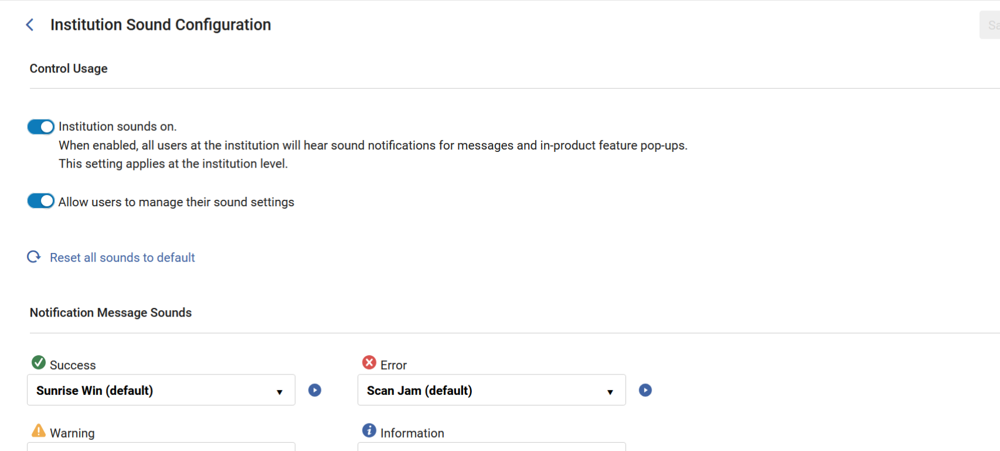 Institution Sound Configuration
Control Usage
Institution sounds on.
When enabled, all users at the institution will hear sound notifications for messages and in-product feature pop-ups.
This setting applies at the institution level.
Allow users to manage their sound settings
Reset all sounds to default
Notification Message Sounds
Success
Error
Sunrise Win (default)
Scan Jam (default)
Warning
Information